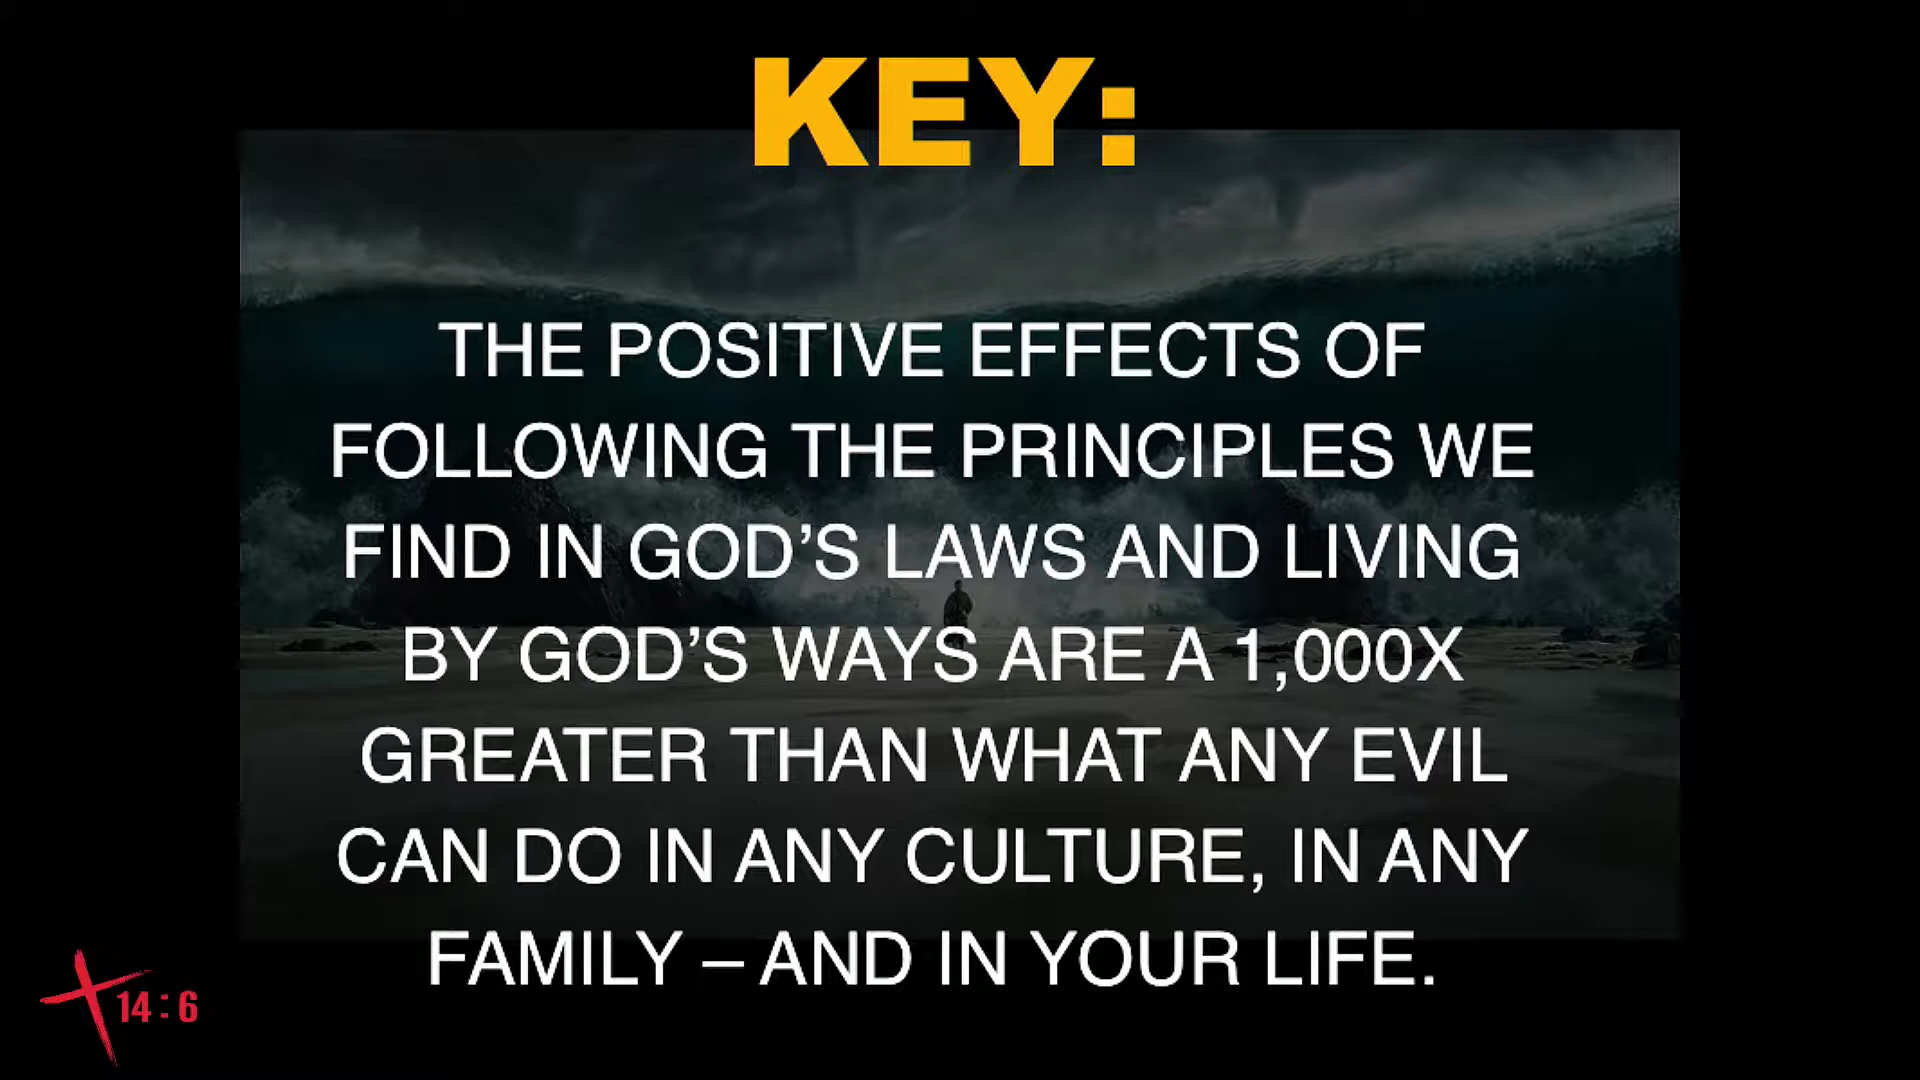 KEY:
THE POSITIVE EFFECTS OF
FOLLOWING THE PRINCIPLES WE
FIND IN GOD’S LAWS AND LIVING
BY GOD’S WAYS ARE A 1,000X
GREATER THAN WHAT ANY EVIL
CAN DO IN ANY CULTURE, IN ANY
FAMILY – AND IN YOUR LIFE.
14:6